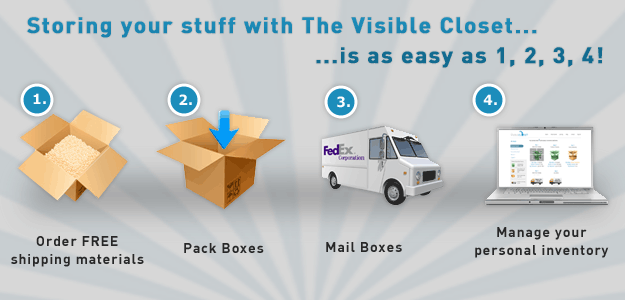 Storing your stuff with The Visible Closet...
...is as easy as 1, 2, 3, 4!
1.
2.
3.
4.
FedEx
Corporation
Order FREE
shipping materials
Pack Boxes
Mail Boxes
Manage your
personal inventory